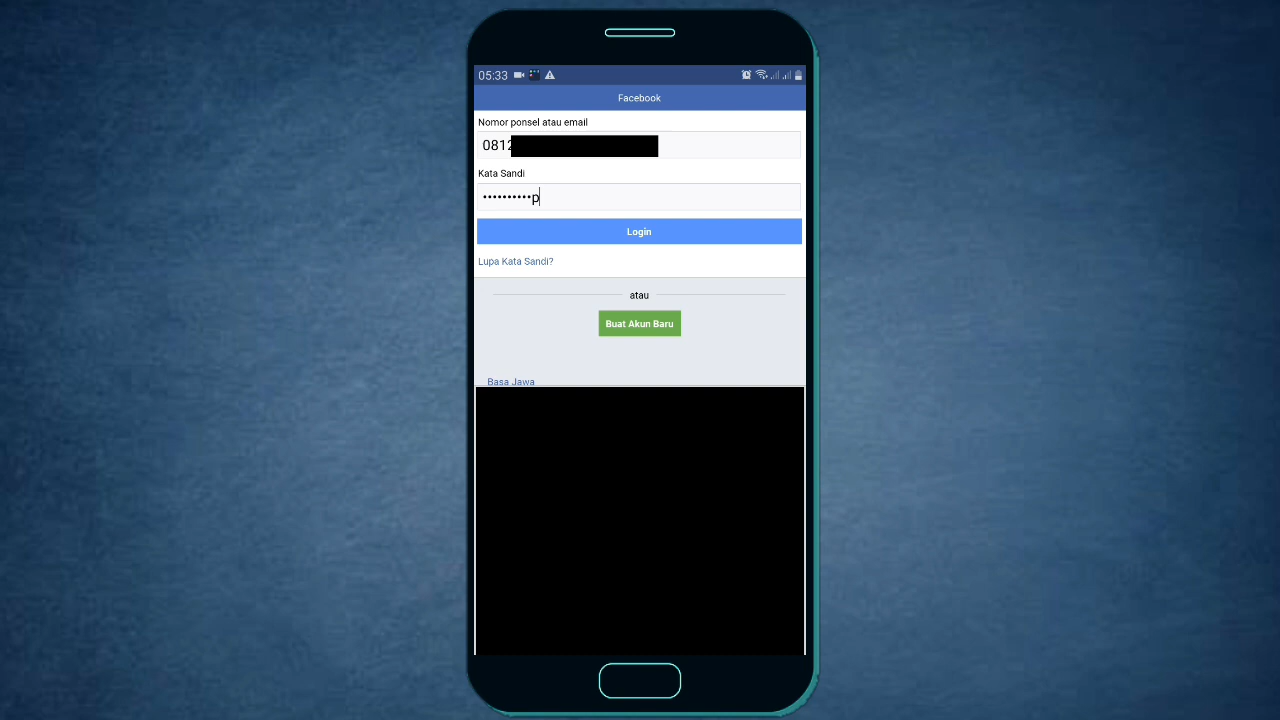 05:33
Facebook
Nomor ponsel atau email
0812
Kata Sandi
••••••••••p
Login
Lupa Kata Sandi?
atau
Buat Akun Baru
Basa Jawa